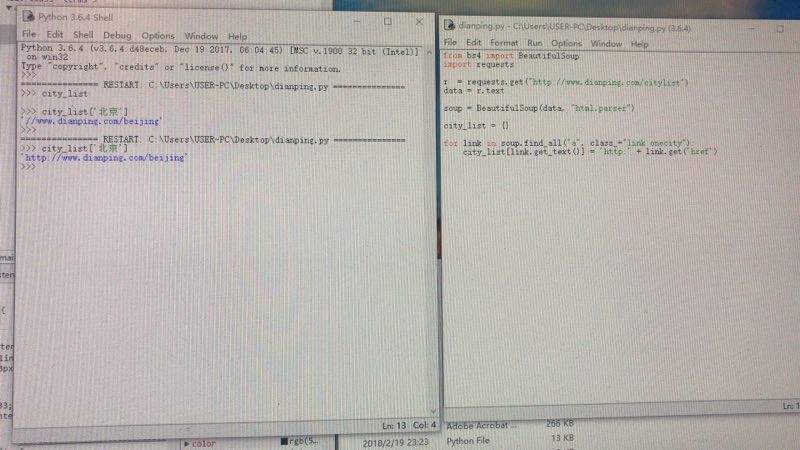 Python 3.6.4 Shell
File Edit Shell Debug Options Window Help
Python 3.6.4 (v3.6.4:d48eceb, Dec 19 2017, 06:04:45) [MSC v.1900 32 bit (Intel)]
on win32
Type "copyright", "credits" or "license()" for more information.
>>>
============== RESTART: C:\Users\USER-PC\Desktop\dianping.py ==============
>>> city_list
>>> city_list['北京']
'//www.dianping.com/beijing'
>>>
============== RESTART: C:\Users\USER-PC\Desktop\dianping.py ==============
>>> city_list['北京']
'http://www.dianping.com/beijing'
>>>
Ln: 13 Col: 4
dianping.py - C:\Users\USER-PC\Desktop\dianping.py (3.6.4)
File Edit Format Run Options Window Help
from bs4 import BeautifulSoup
import requests
r = requests.get("http://www.dianping.com/citylist")
data = r.text
soup = BeautifulSoup(data, "html.parser")
city_list = {}
for link in soup.find_all("a", class_="link onecity"):
city_list[link.get_text()] = 'http:' + link.get('href')
Ln: 1
color
2018/2/19 23:23
Adobe Acrobat ...
266 KB
Python File
13 KB